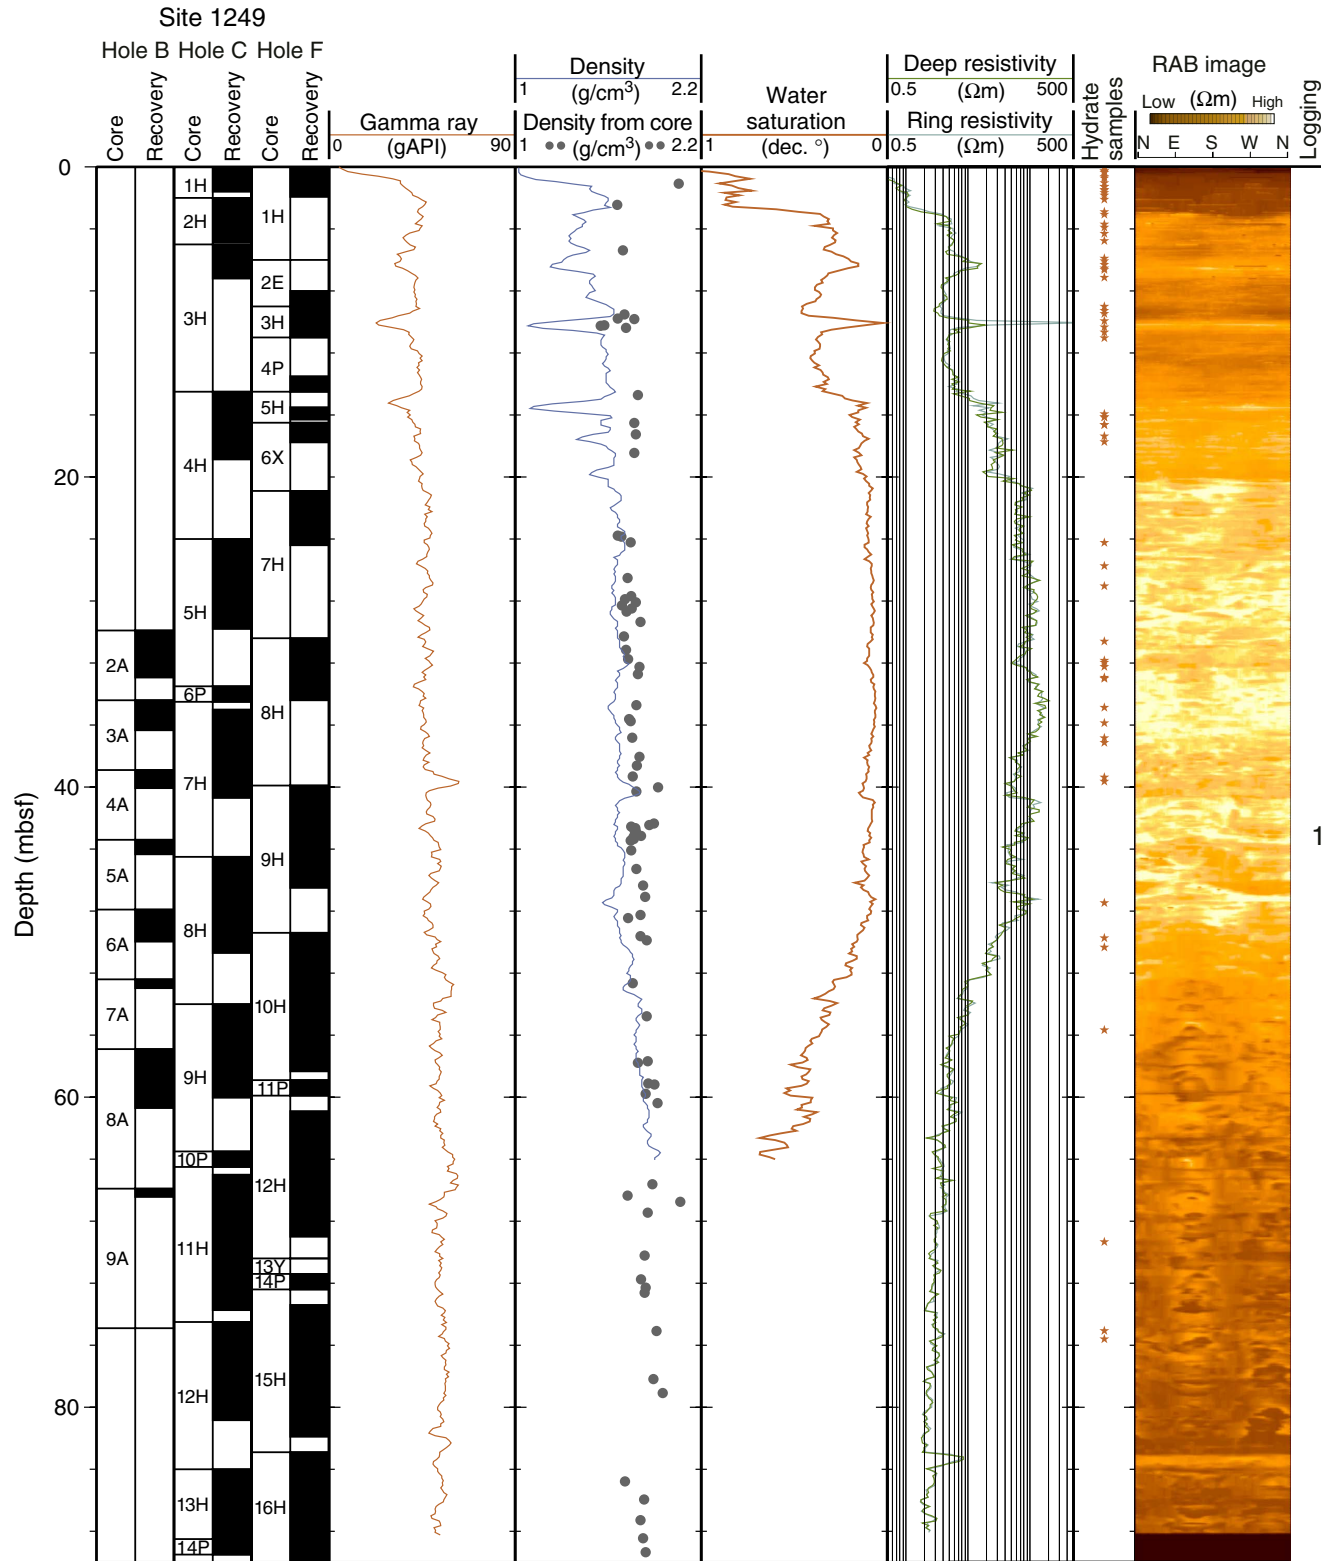 Site 1249
Hole B Hole C Hole F
Core
Recovery
Core
Recovery
Core
Recovery
Gamma ray
0 (gAPI) 90
Density
1 (g/cm³) 2.2
Density from core
1 (g/cm³) 2.2
Water
saturation
1 (dec. °) 0
Deep resistivity
0.5 (Ωm) 500
Ring resistivity
0.5 (Ωm) 500
Hydrate
samples
RAB image
Low (Ωm) High
N E S W N
Logging
Depth (mbsf)
0
20
40
60
80
2A
3A
4A
5A
6A
7A
8A
9A
1H
2H
3H
4H
5H
6P
7H
8H
9H
10P
11H
12H
13H
14P
1H
2E
3H
4P
5H
6X
7H
8H
9H
10H
11P
12H
13Y
14P
15H
16H
1